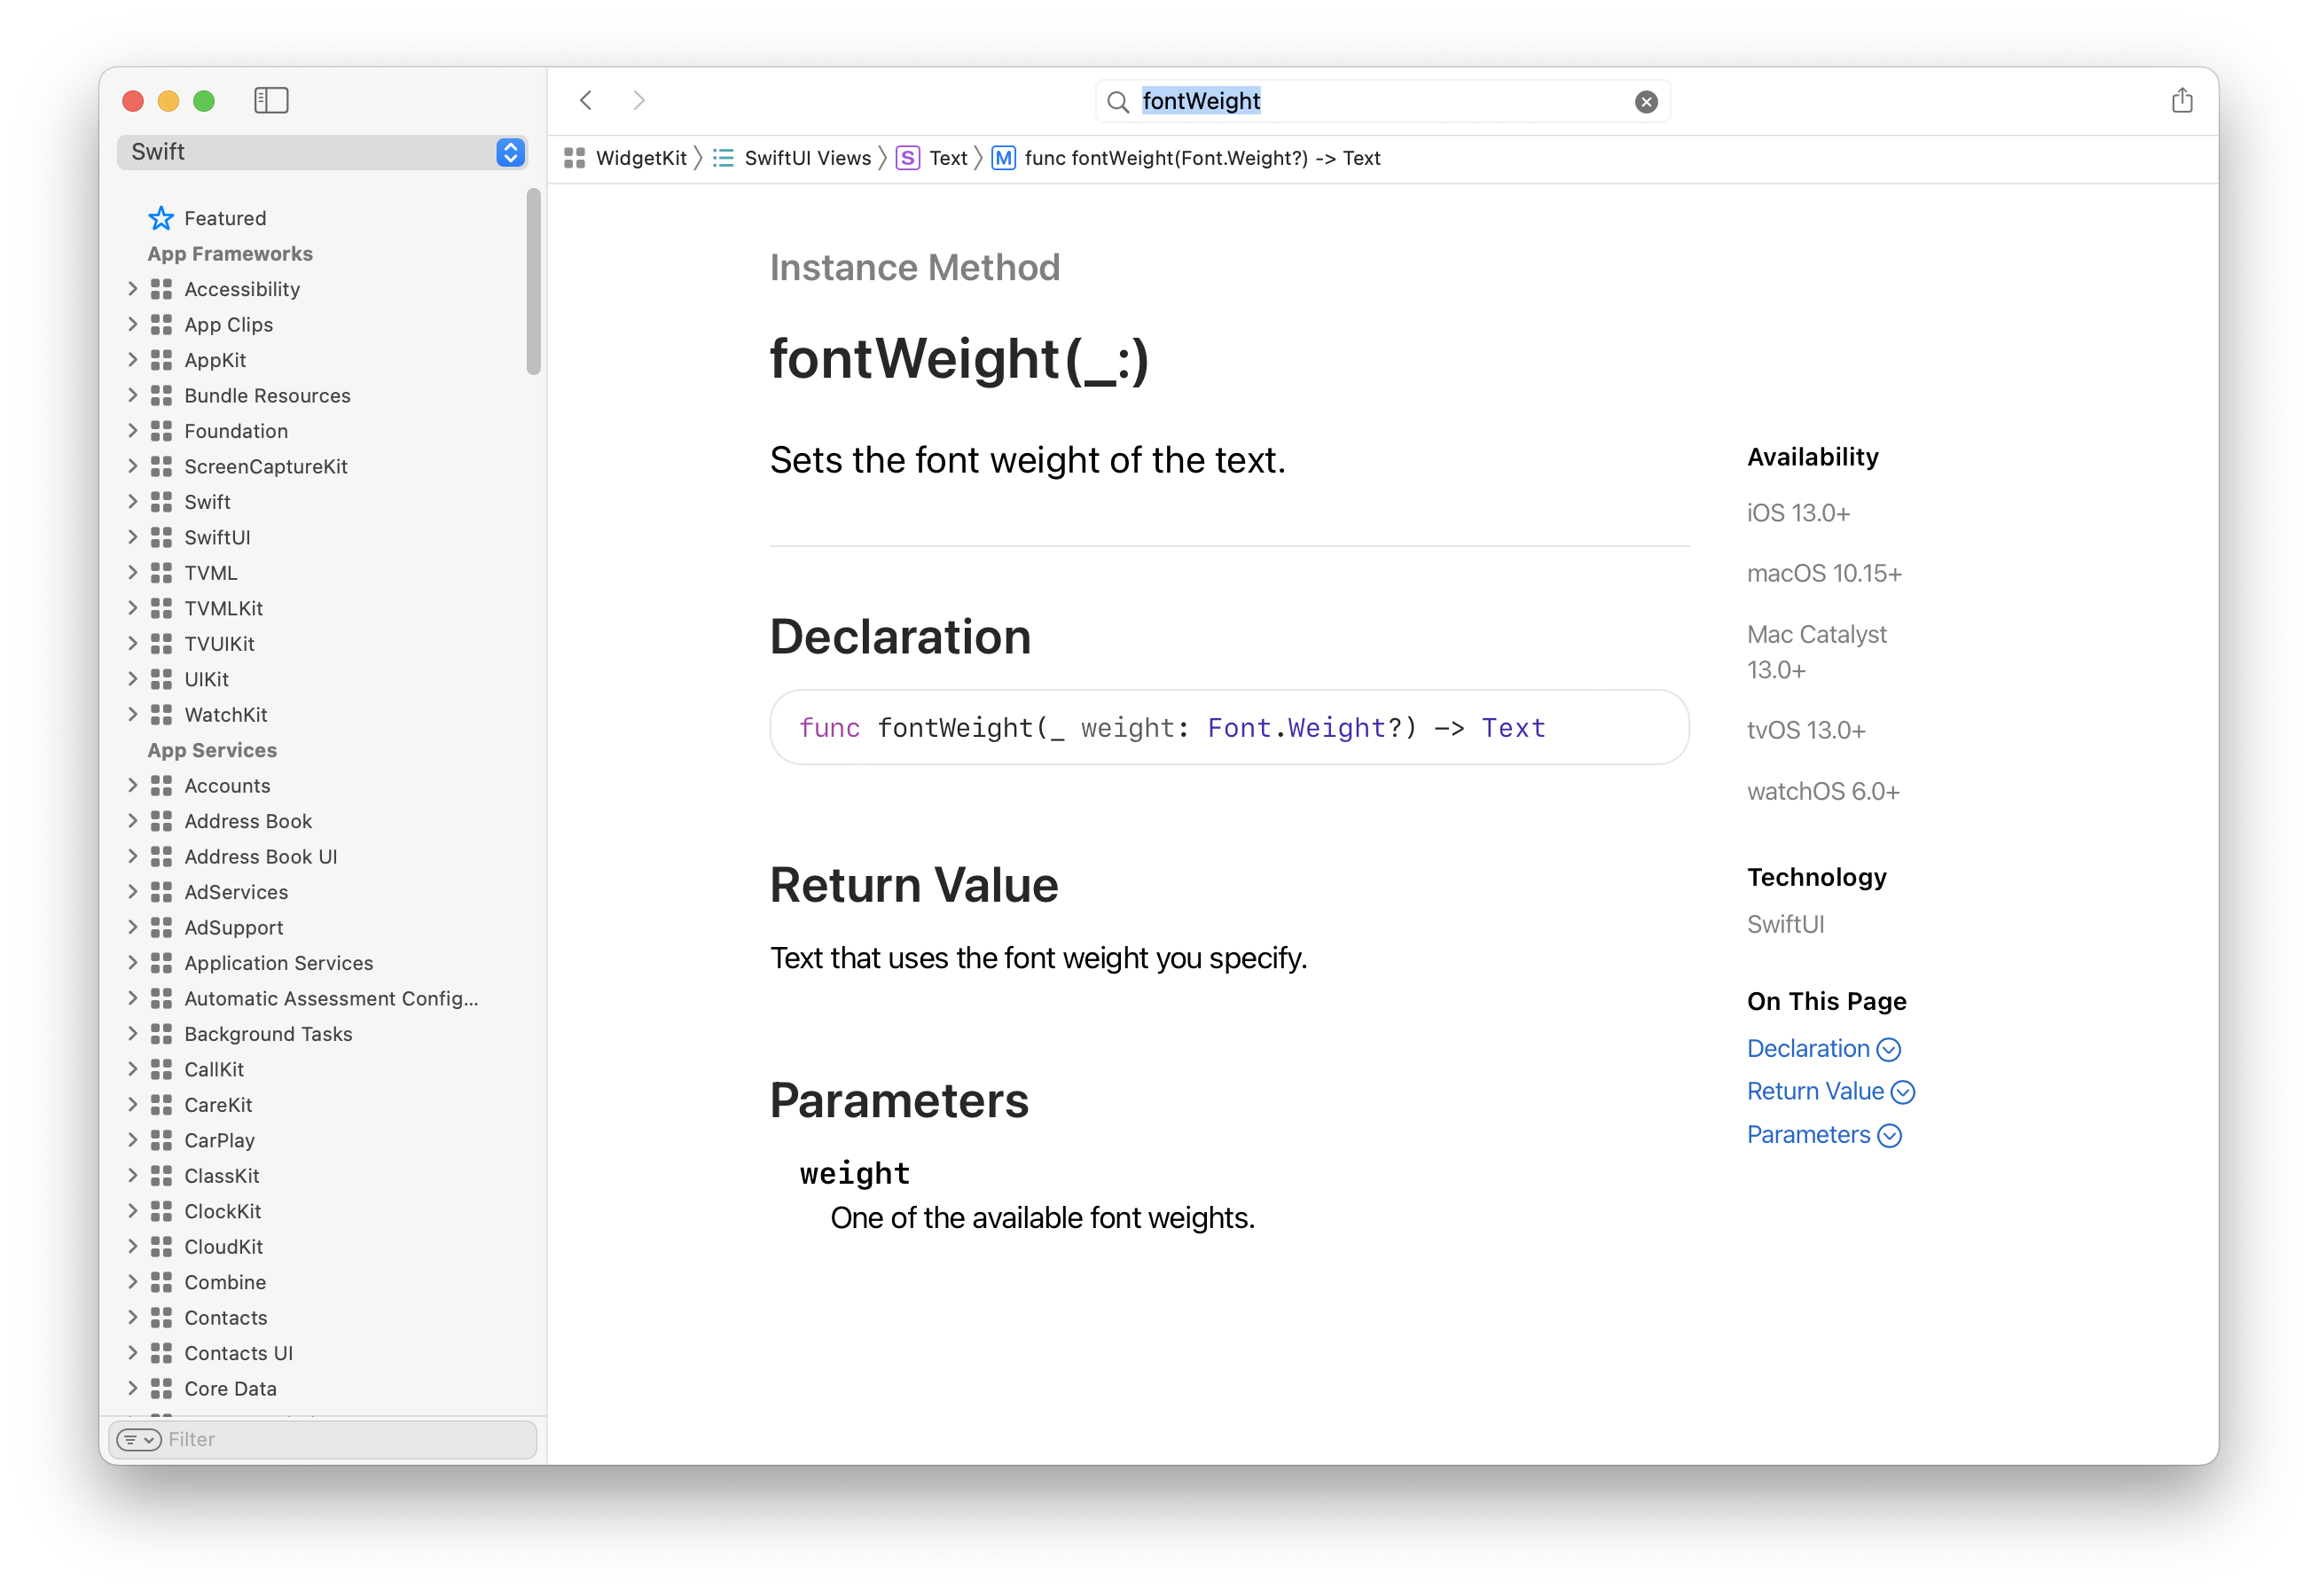 Swift
Featured
App Frameworks
Accessibility
App Clips
AppKit
Bundle Resources
Foundation
ScreenCaptureKit
Swift
SwiftUI
TVML
TVMLKit
TVUIKit
UIKit
WatchKit
App Services
Accounts
Address Book
Address Book UI
AdServices
AdSupport
Application Services
Automatic Assessment Config...
Background Tasks
CallKit
CareKit
CarPlay
ClassKit
ClockKit
CloudKit
Combine
Contacts
Contacts UI
Core Data
Filter
fontWeight
WidgetKit SwiftUI Views S Text M func fontWeight(Font.Weight?) -> Text
Instance Method
fontWeight(_:)
Sets the font weight of the text.
Declaration
func fontWeight(_ weight: Font.Weight?) -> Text
Return Value
Text that uses the font weight you specify.
Parameters
weight
One of the available font weights.
Availability
iOS 13.0+
macOS 10.15+
Mac Catalyst
13.0+
tvOS 13.0+
watchOS 6.0+
Technology
SwiftUI
On This Page
Declaration
Return Value
Parameters